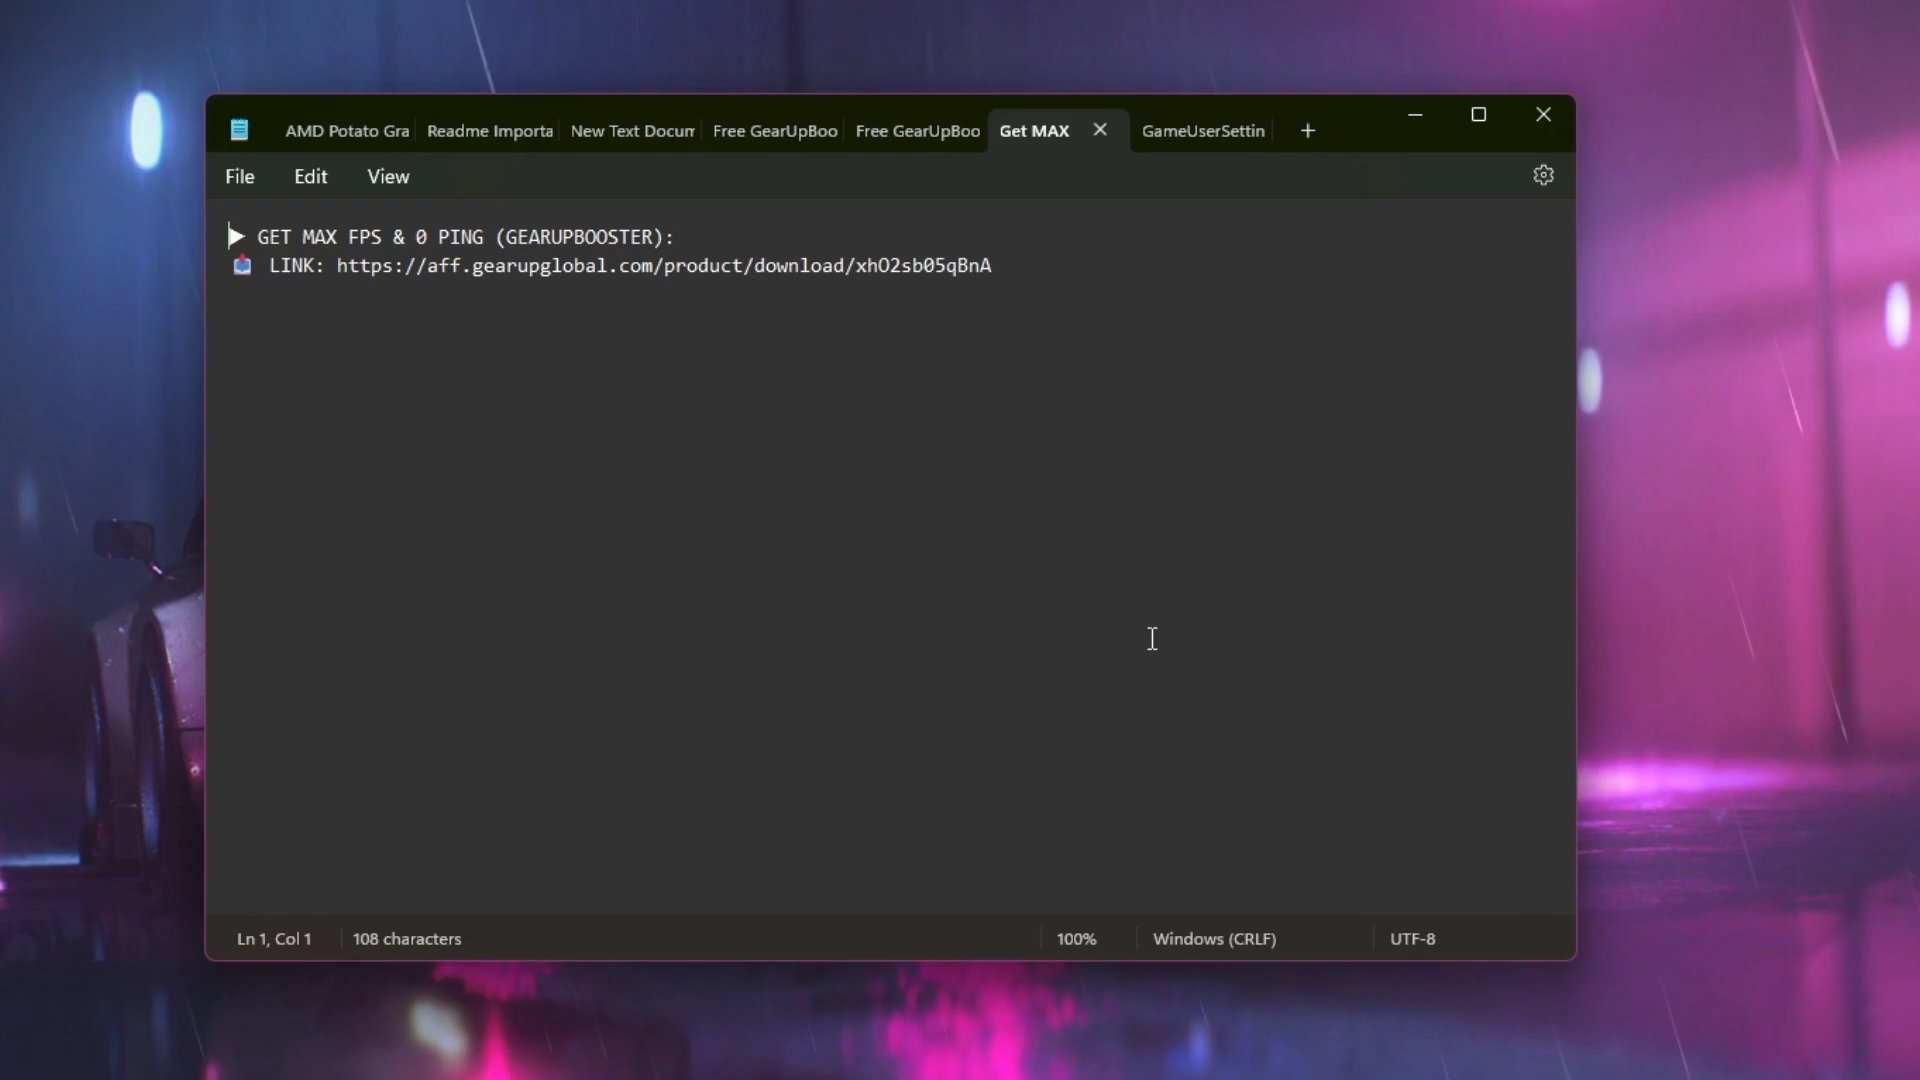 AMD Potato Gra
Readme Importa
New Text Docum
Free GearUpBoo
Free GearUpBoo
Get MAX
GameUserSettin
File Edit View
▶ GET MAX FPS & 0 PING (GEARUPBOOSTER):
📥 LINK: https://aff.gearupglobal.com/product/download/xhO2sb05qBnA
Ln 1, Col 1
108 characters
100%
Windows (CRLF)
UTF-8